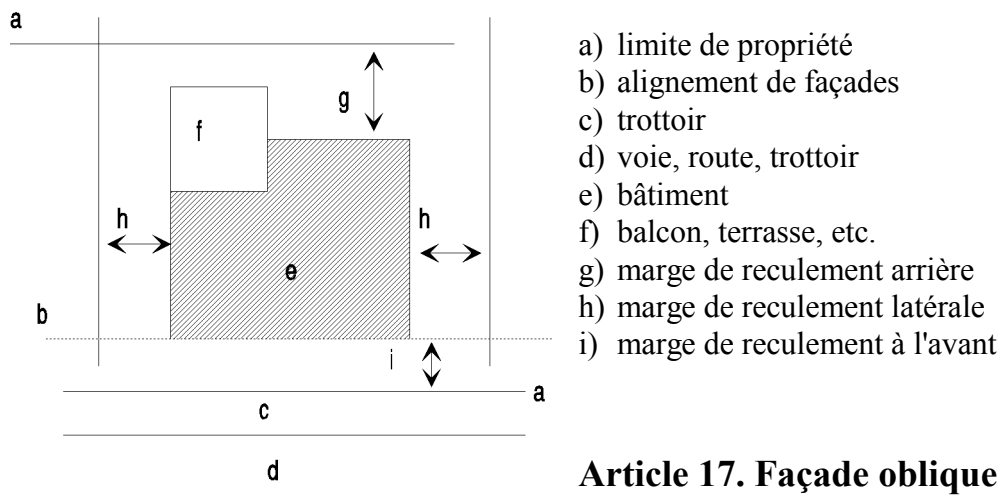 a
g
f
h
h
e
b
i
a
c
d
a) limite de propriété
b) alignement de façades
c) trottoir
d) voie, route, trottoir
e) bâtiment
f) balcon, terrasse, etc.
g) marge de reculement arrière
h) marge de reculement latérale
i) marge de reculement à l'avant
Article 17. Façade oblique